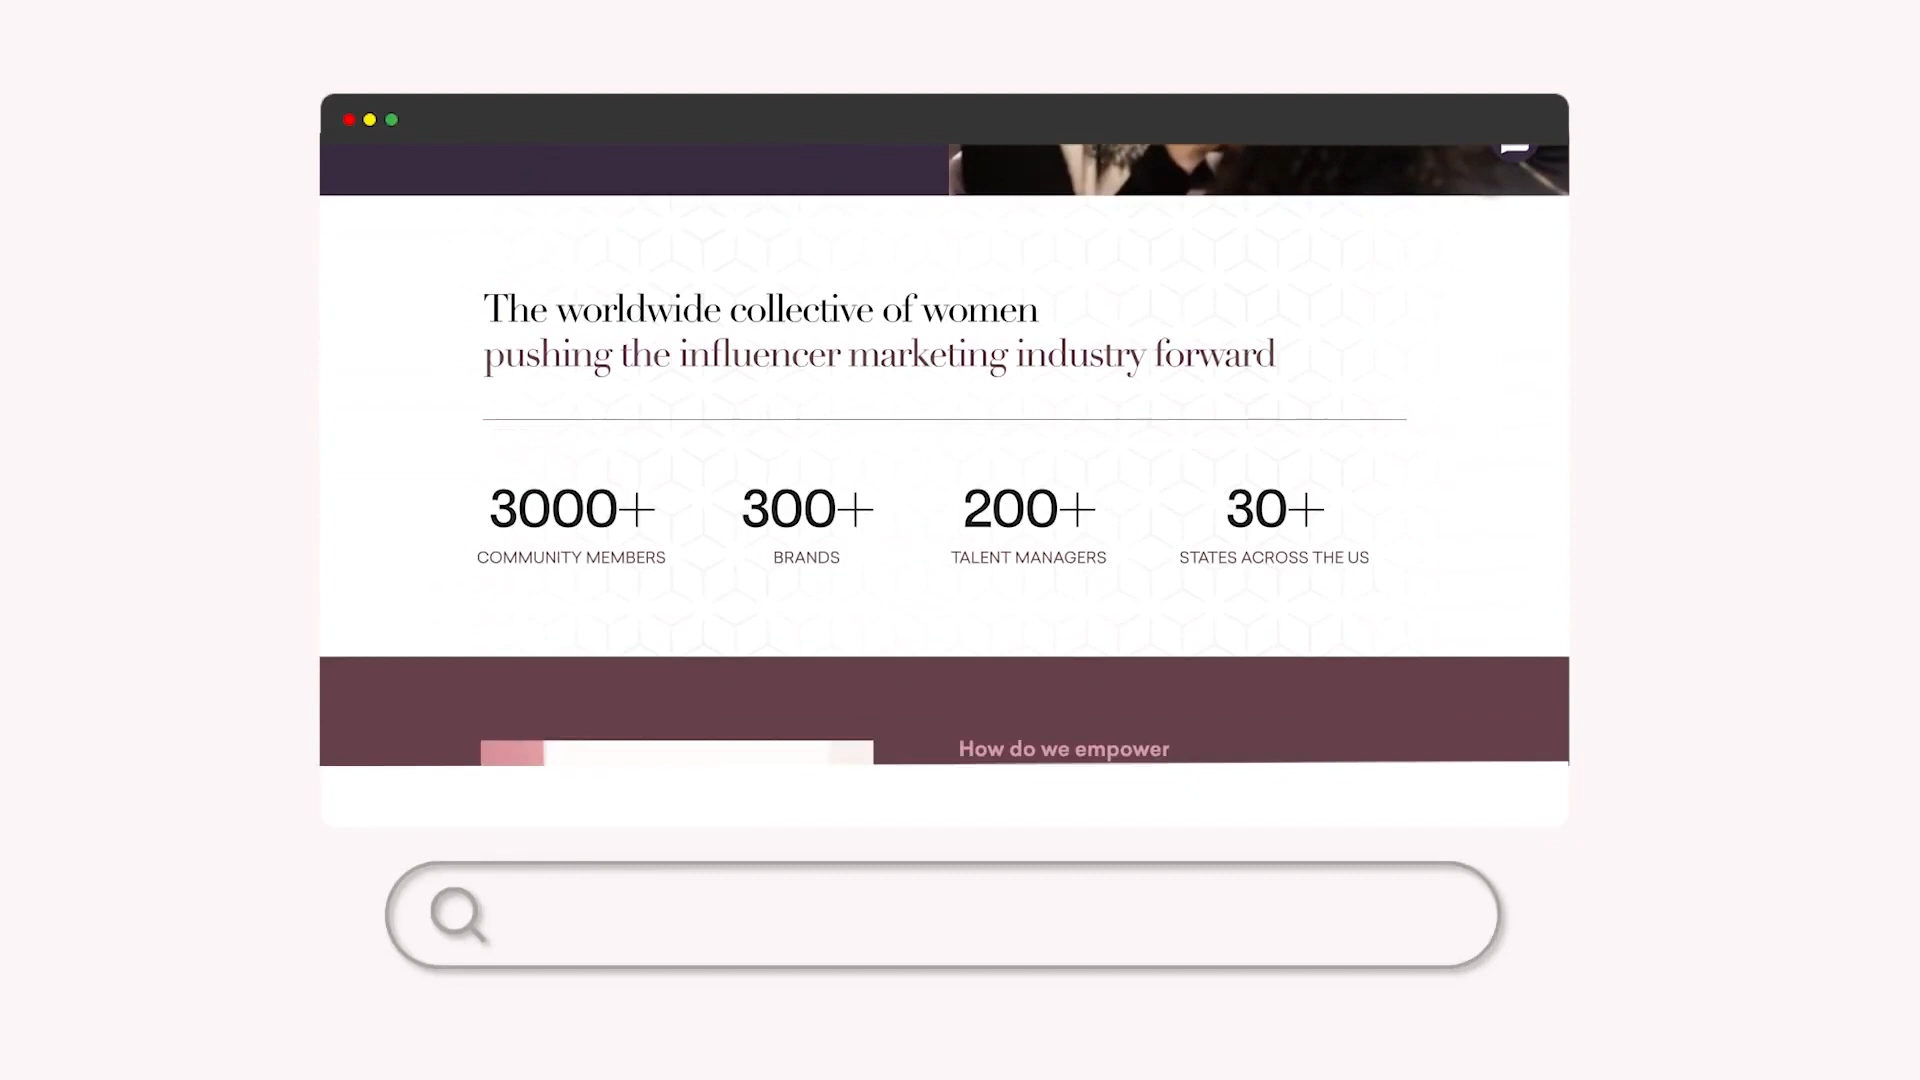 The worldwide collective of women
pushing the influencer marketing industry forward
3000+ 300+ 200+ 30+
COMMUNITY MEMBERS BRANDS TALENT MANAGERS STATES ACROSS THE US
How do we empower